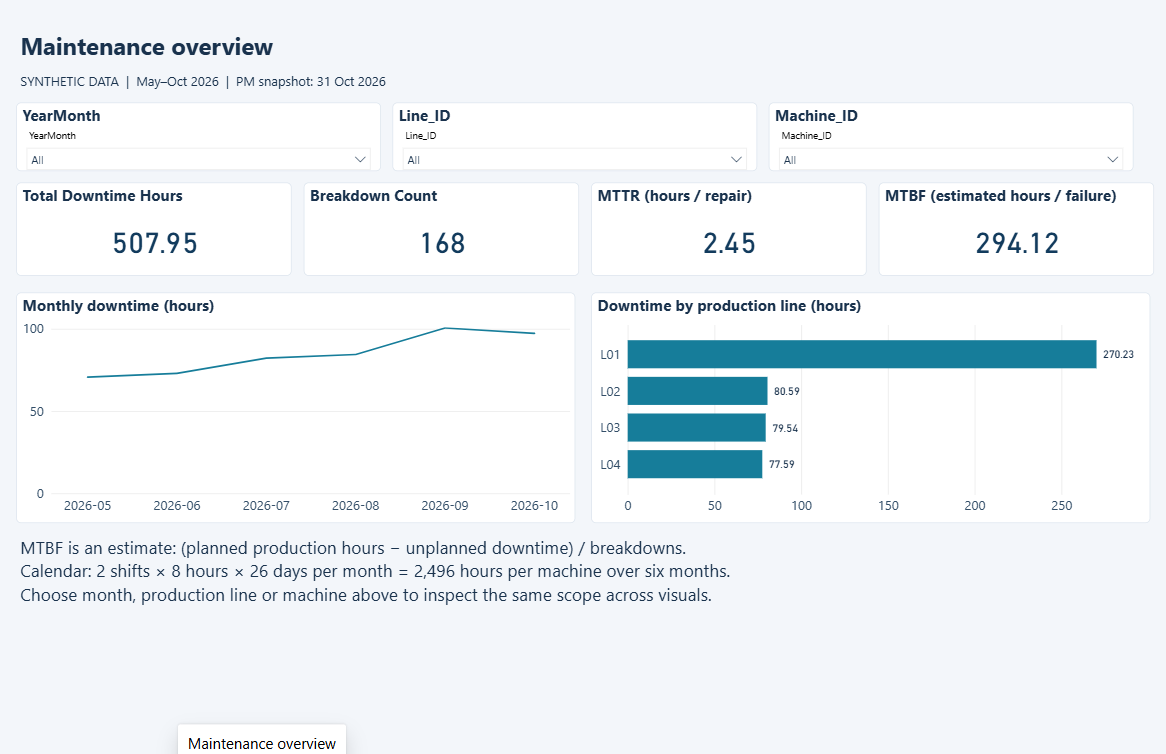 Maintenance overview
SYNTHETIC DATA | May–Oct 2026 | PM snapshot: 31 Oct 2026
YearMonth
YearMonth
All
Line_ID
Line_ID
All
Machine_ID
Machine_ID
All
Total Downtime Hours
507.95
Breakdown Count
168
MTTR (hours / repair)
2.45
MTBF (estimated hours / failure)
294.12
Monthly downtime (hours)
100
50
0
2026-05 2026-06 2026-07 2026-08 2026-09 2026-10
Downtime by production line (hours)
L01 270.23
L02 80.59
L03 79.54
L04 77.59
0 50 100 150 200 250
MTBF is an estimate: (planned production hours − unplanned downtime) / breakdowns.
Calendar: 2 shifts × 8 hours × 26 days per month = 2,496 hours per machine over six months.
Choose month, production line or machine above to inspect the same scope across visuals.
Maintenance overview